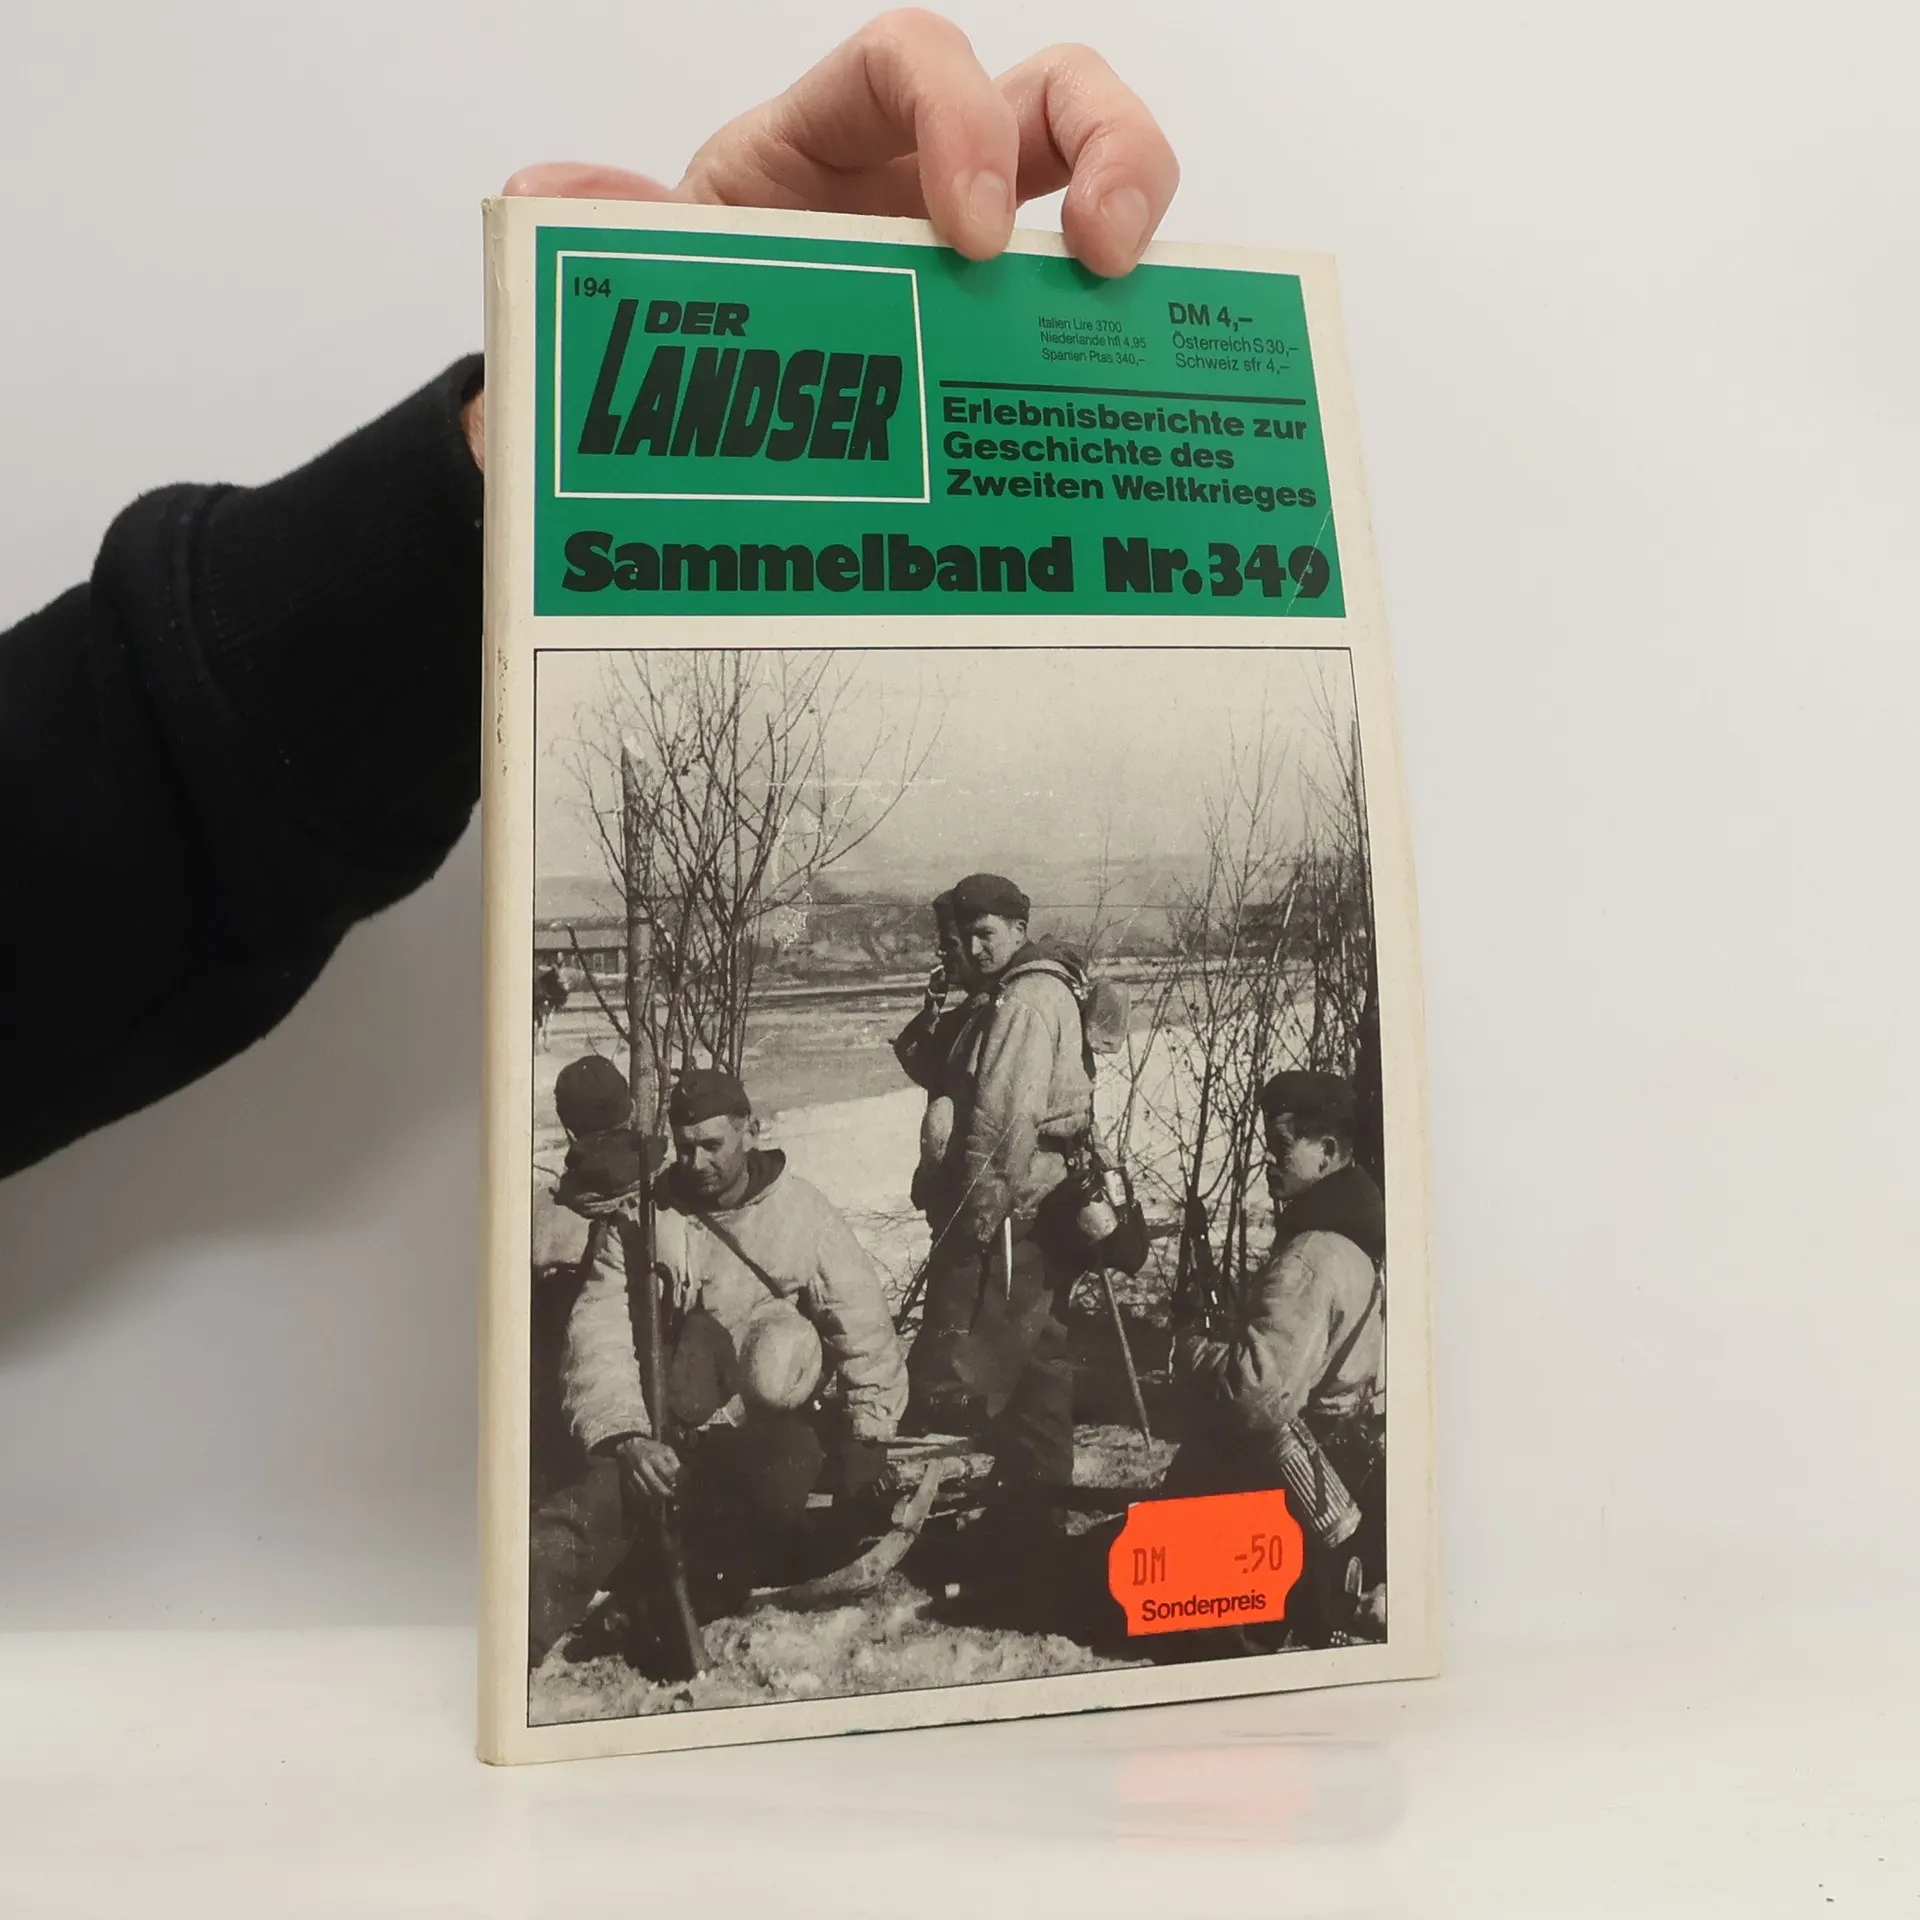 194
DER
LANDSER
Italien Lire 3700
Niederlande hfl 4,95
Spanien Ptas 340,–
DM 4,–
Österreich S 30,–
Schweiz sfr 4,–
Erlebnisberichte zur
Geschichte des
Zweiten Weltkrieges
Sammelband Nr. 349
DM -.50
Sonderpreis